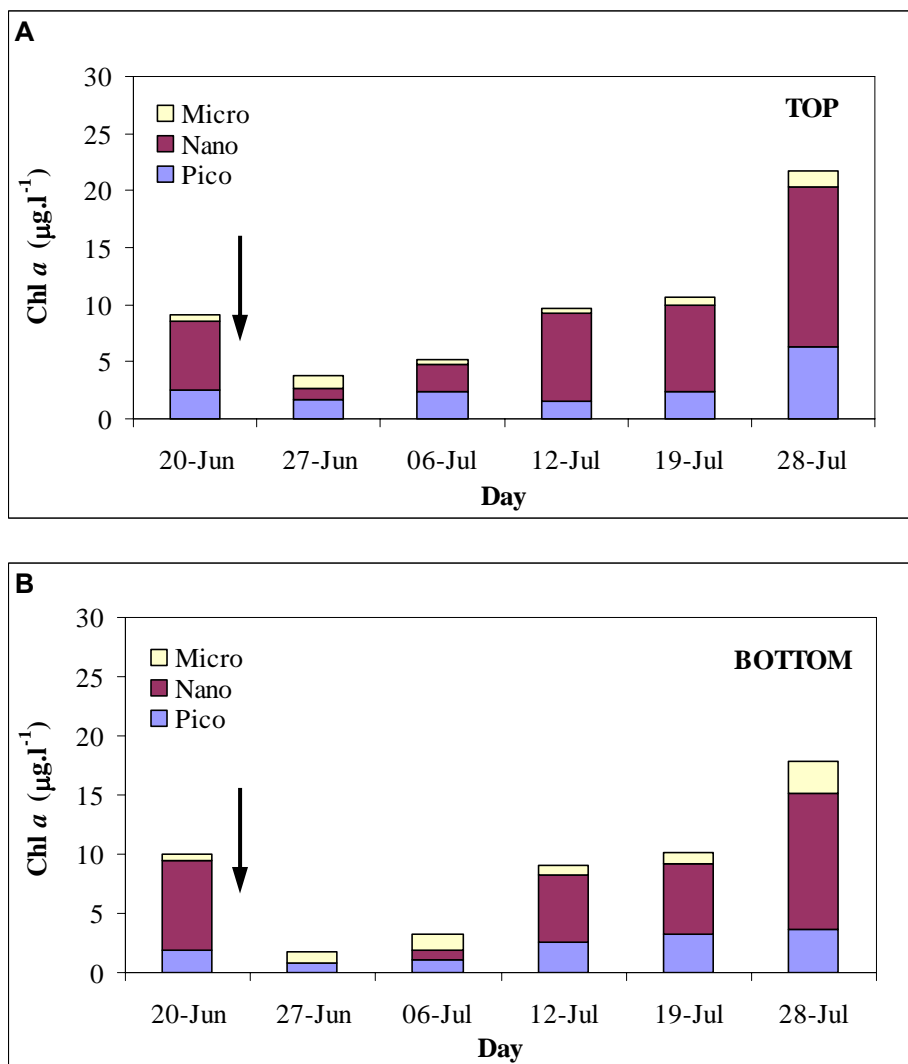 A
TOP
Micro
Nano
Pico
Chl a (µg.l-1)
30
25
20
15
10
5
0
20-Jun 27-Jun 06-Jul 12-Jul 19-Jul 28-Jul
Day
B
BOTTOM
Micro
Nano
Pico
Chl a (µg.l-1)
30
25
20
15
10
5
0
20-Jun 27-Jun 06-Jul 12-Jul 19-Jul 28-Jul
Day